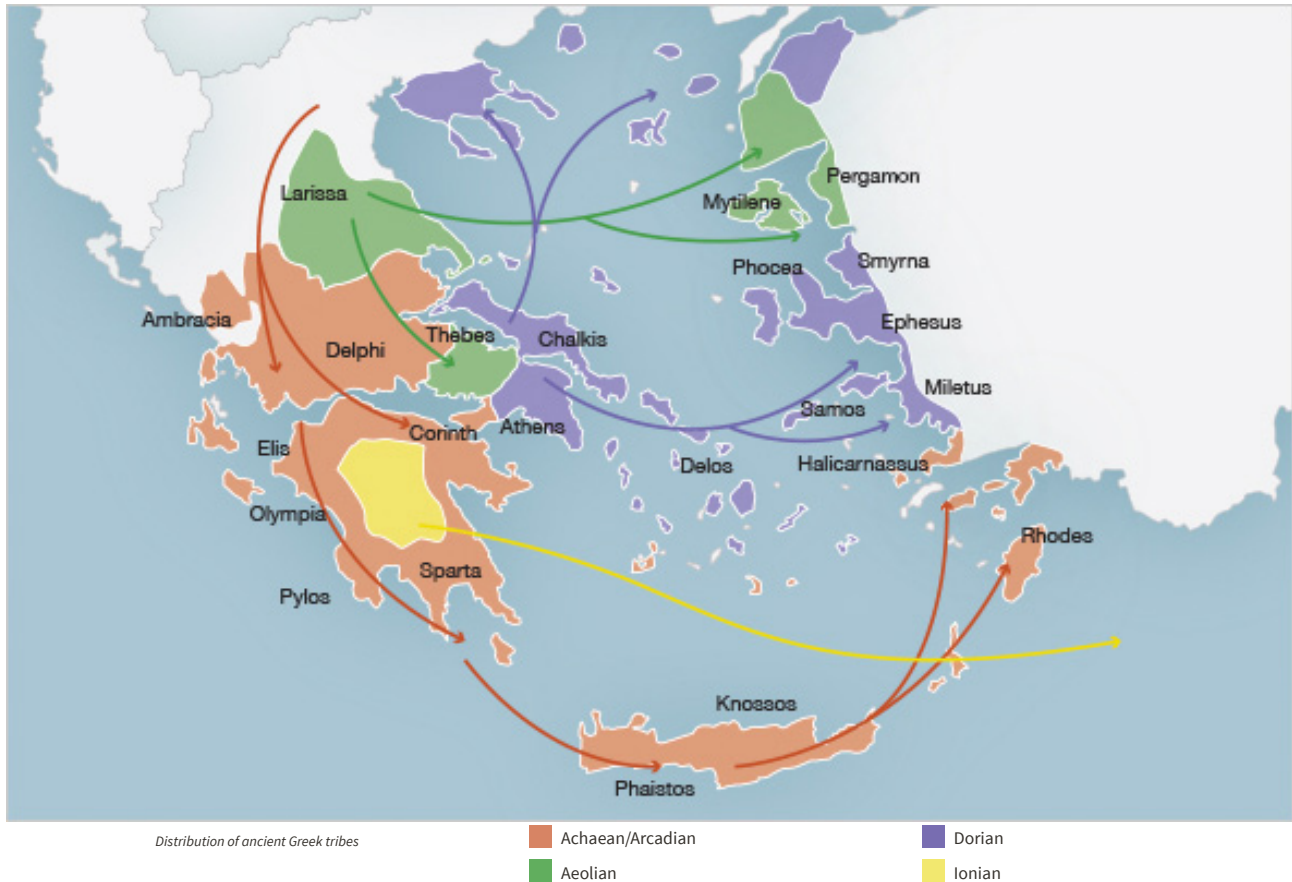 Larissa
Pergamon
Mytilene
Phocea
Smyrna
Ambracia
Ephesus
Thebes
Chalkis
Delphi
Miletus
Samos
Athens
Corinth
Elis
Delos
Halicarnassus
Olympia
Rhodes
Sparta
Pylos
Knossos
Phaistos
Distribution of ancient Greek tribes
Achaean/Arcadian
Dorian
Aeolian
Ionian